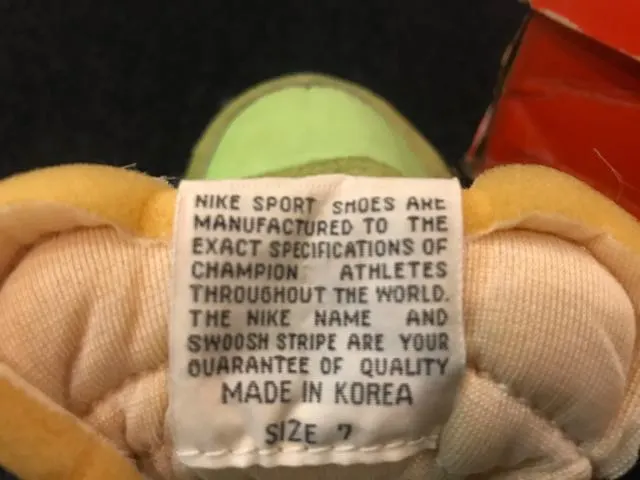 NIKE SPORT SHOES ARE
MANUFACTURED TO THE
EXACT SPECIFICATIONS OF
CHAMPION ATHLETES
THROUGHOUT THE WORLD.
THE NIKE NAME AND
SWOOSH STRIPE ARE YOUR
GUARANTEE OF QUALITY
MADE IN KOREA
SIZE 7